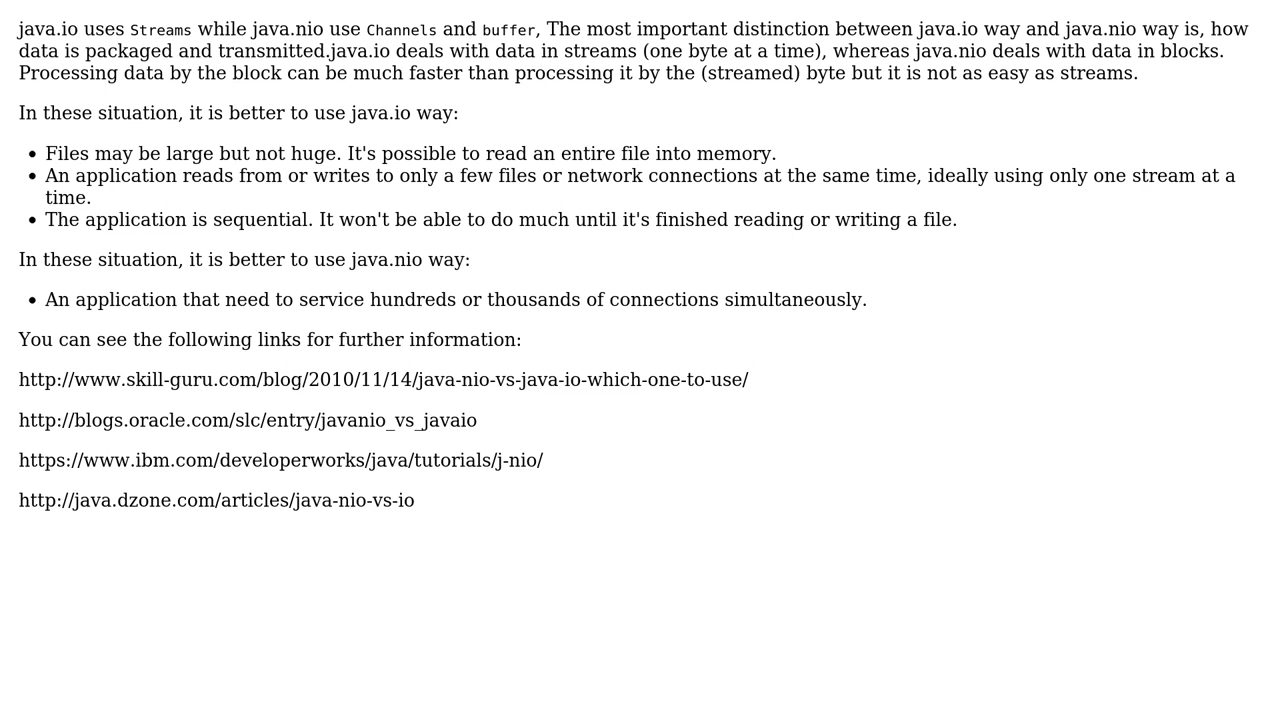 java.io uses Streams while java.nio use Channels and buffer, The most important distinction between java.io way and java.nio way is, how
data is packaged and transmitted.java.io deals with data in streams (one byte at a time), whereas java.nio deals with data in blocks.
Processing data by the block can be much faster than processing it by the (streamed) byte but it is not as easy as streams.
In these situation, it is better to use java.io way:
• Files may be large but not huge. It's possible to read an entire file into memory.
• An application reads from or writes to only a few files or network connections at the same time, ideally using only one stream at a
time.
• The application is sequential. It won't be able to do much until it's finished reading or writing a file.
In these situation, it is better to use java.nio way:
• An application that need to service hundreds or thousands of connections simultaneously.
You can see the following links for further information:
http://www.skill-guru.com/blog/2010/11/14/java-nio-vs-java-io-which-one-to-use/
http://blogs.oracle.com/slc/entry/javanio_vs_javaio
https://www.ibm.com/developerworks/java/tutorials/j-nio/
http://java.dzone.com/articles/java-nio-vs-io